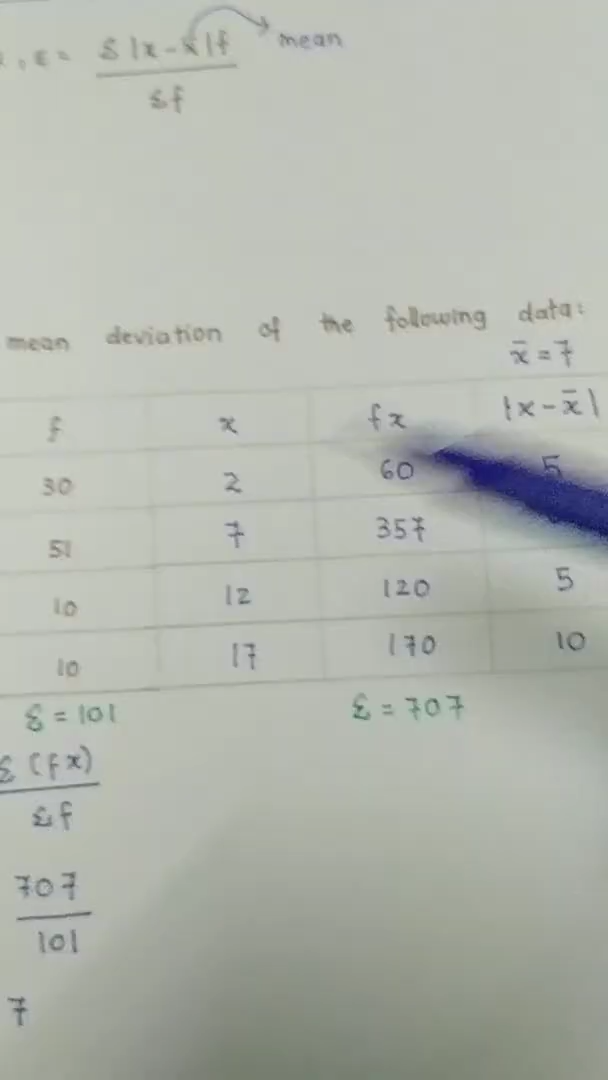 , ε = Σ|x - x̄|f → mean
Σf
mean deviation of the following data:
x̄ = 7
f x fx |x - x̄|
30 2 60 5
51 7 357
10 12 120 5
10 17 170 10
Σ = 101 Σ = 707
Σ(fx)
Σf
707
101
7